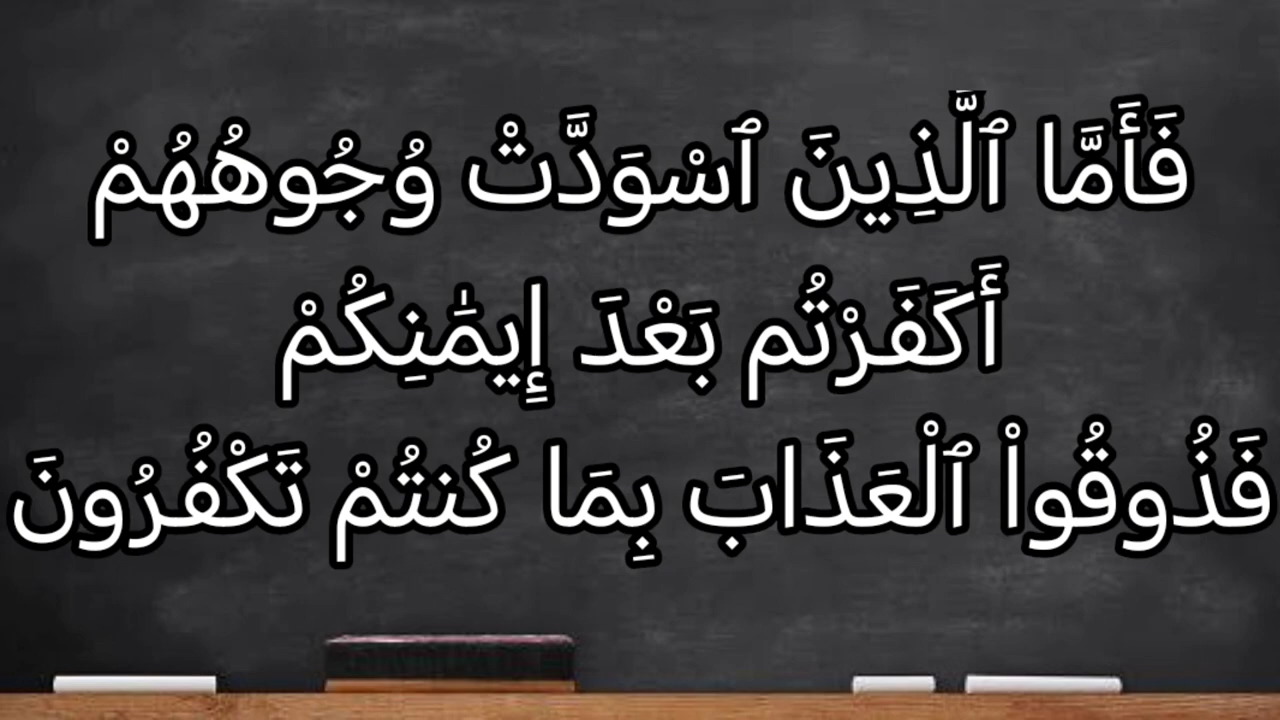 فَأَمَّا ٱلَّذِينَ ٱسْوَدَّتْ وُجُوهُهُمْ
أَكَفَرْتُم بَعْدَ إِيمَٰنِكُمْ
فَذُوقُوا۟ ٱلْعَذَابَ بِمَا كُنتُمْ تَكْفُرُونَ